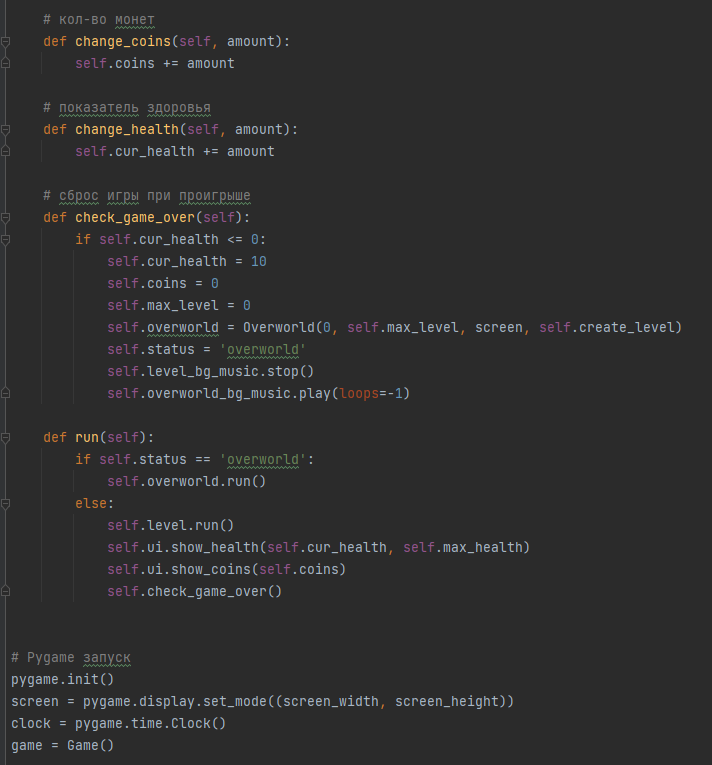 # кол-во монет
def change_coins(self, amount):
self.coins += amount
# показатель здоровья
def change_health(self, amount):
self.cur_health += amount
# сброс игры при проигрыше
def check_game_over(self):
if self.cur_health <= 0:
self.cur_health = 10
self.coins = 0
self.max_level = 0
self.overworld = Overworld(0, self.max_level, screen, self.create_level)
self.status = 'overworld'
self.level_bg_music.stop()
self.overworld_bg_music.play(loops=-1)
def run(self):
if self.status == 'overworld':
self.overworld.run()
else:
self.level.run()
self.ui.show_health(self.cur_health, self.max_health)
self.ui.show_coins(self.coins)
self.check_game_over()
# Pygame запуск
pygame.init()
screen = pygame.display.set_mode((screen_width, screen_height))
clock = pygame.time.Clock()
game = Game()